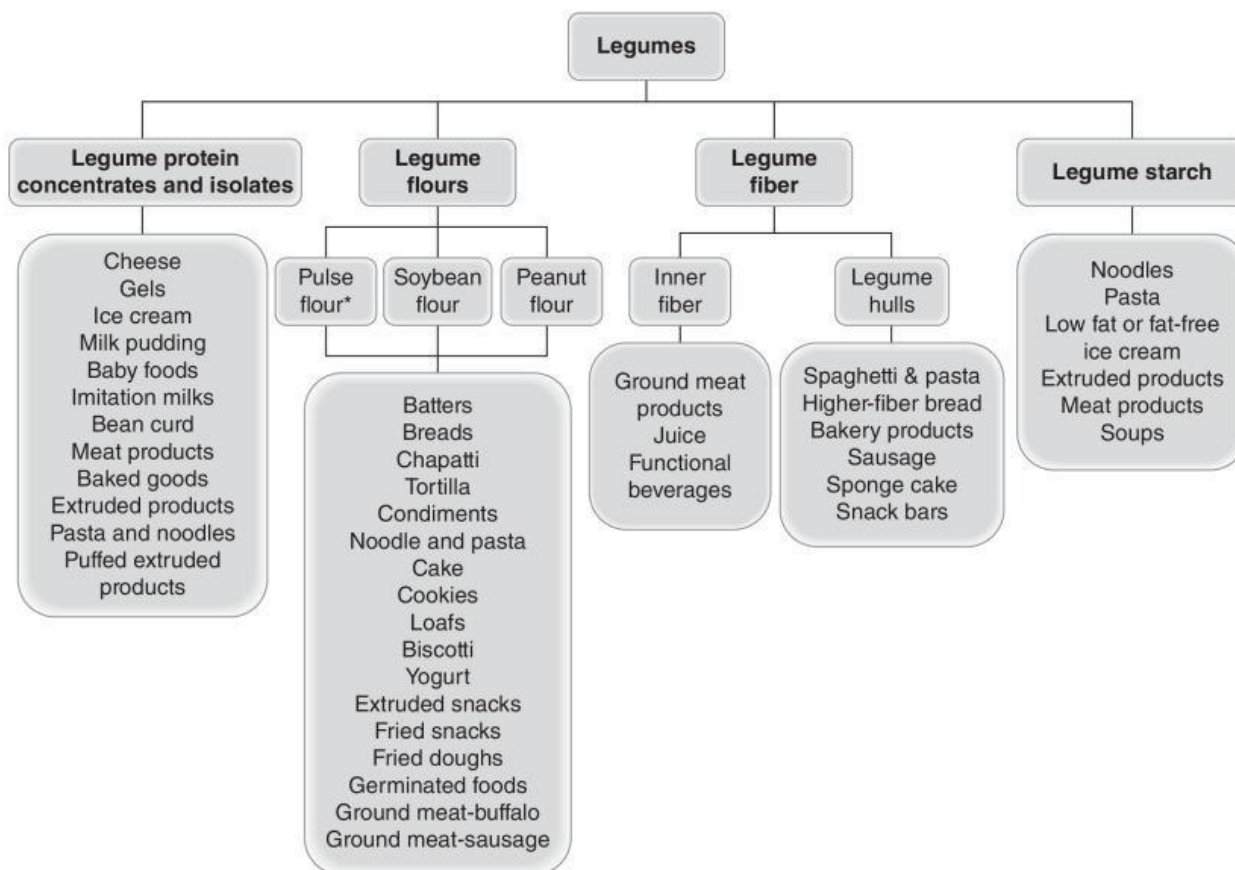 Legumes
Legume protein
concentrates and isolates
Cheese
Gels
Ice cream
Milk pudding
Baby foods
Imitation milks
Bean curd
Meat products
Baked goods
Extruded products
Pasta and noodles
Puffed extruded
products
Legume
flours
Pulse
flour*
Soybean
flour
Peanut
flour
Batters
Breads
Chapatti
Tortilla
Condiments
Noodle and pasta
Cake
Cookies
Loafs
Biscotti
Yogurt
Extruded snacks
Fried snacks
Fried doughs
Germinated foods
Ground meat-buffalo
Ground meat-sausage
Legume
fiber
Inner
fiber
Ground meat
products
Juice
Functional
beverages
Legume
hulls
Spaghetti & pasta
Higher-fiber bread
Bakery products
Sausage
Sponge cake
Snack bars
Legume starch
Noodles
Pasta
Low fat or fat-free
ice cream
Extruded products
Meat products
Soups